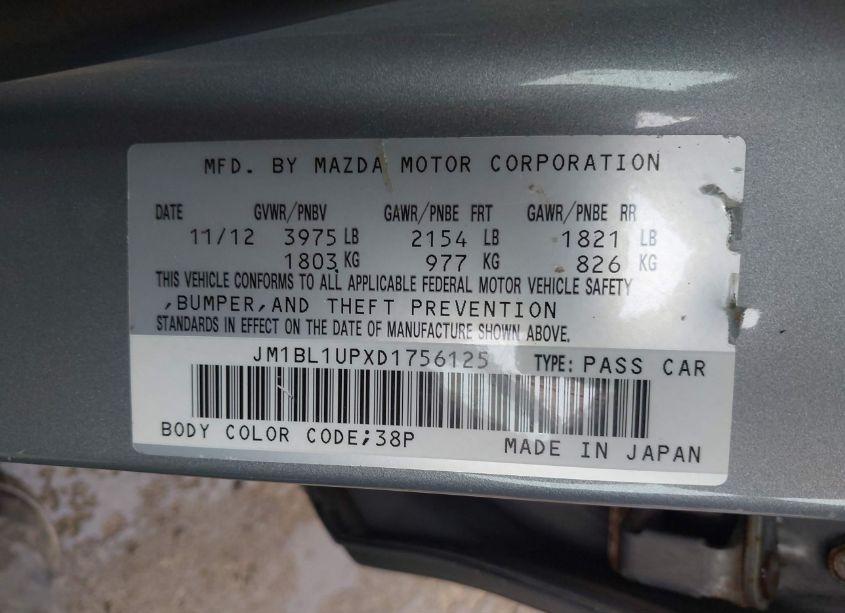 MFD. BY MAZDA MOTOR CORPORATION
DATE GVWR/PNBV GAWR/PNBE FRT GAWR/PNBE RR
11/12 3975 LB 2154 LB 1821 LB
1803 KG 977 KG 826 KG
THIS VEHICLE CONFORMS TO ALL APPLICABLE FEDERAL MOTOR VEHICLE SAFETY
,BUMPER,AND THEFT PREVENTION
STANDARDS IN EFFECT ON THE DATE OF MANUFACTURE SHOWN ABOVE.
JM1BL1UPXD1756125 TYPE: PASS CAR
BODY COLOR CODE;38P
MADE IN JAPAN